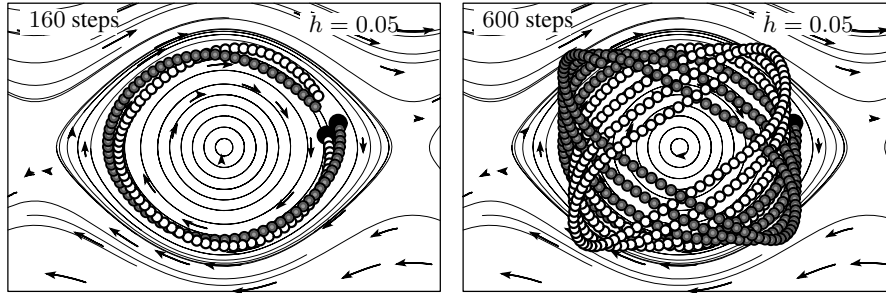 160 steps
ḣ = 0.05
600 steps
ḣ = 0.05